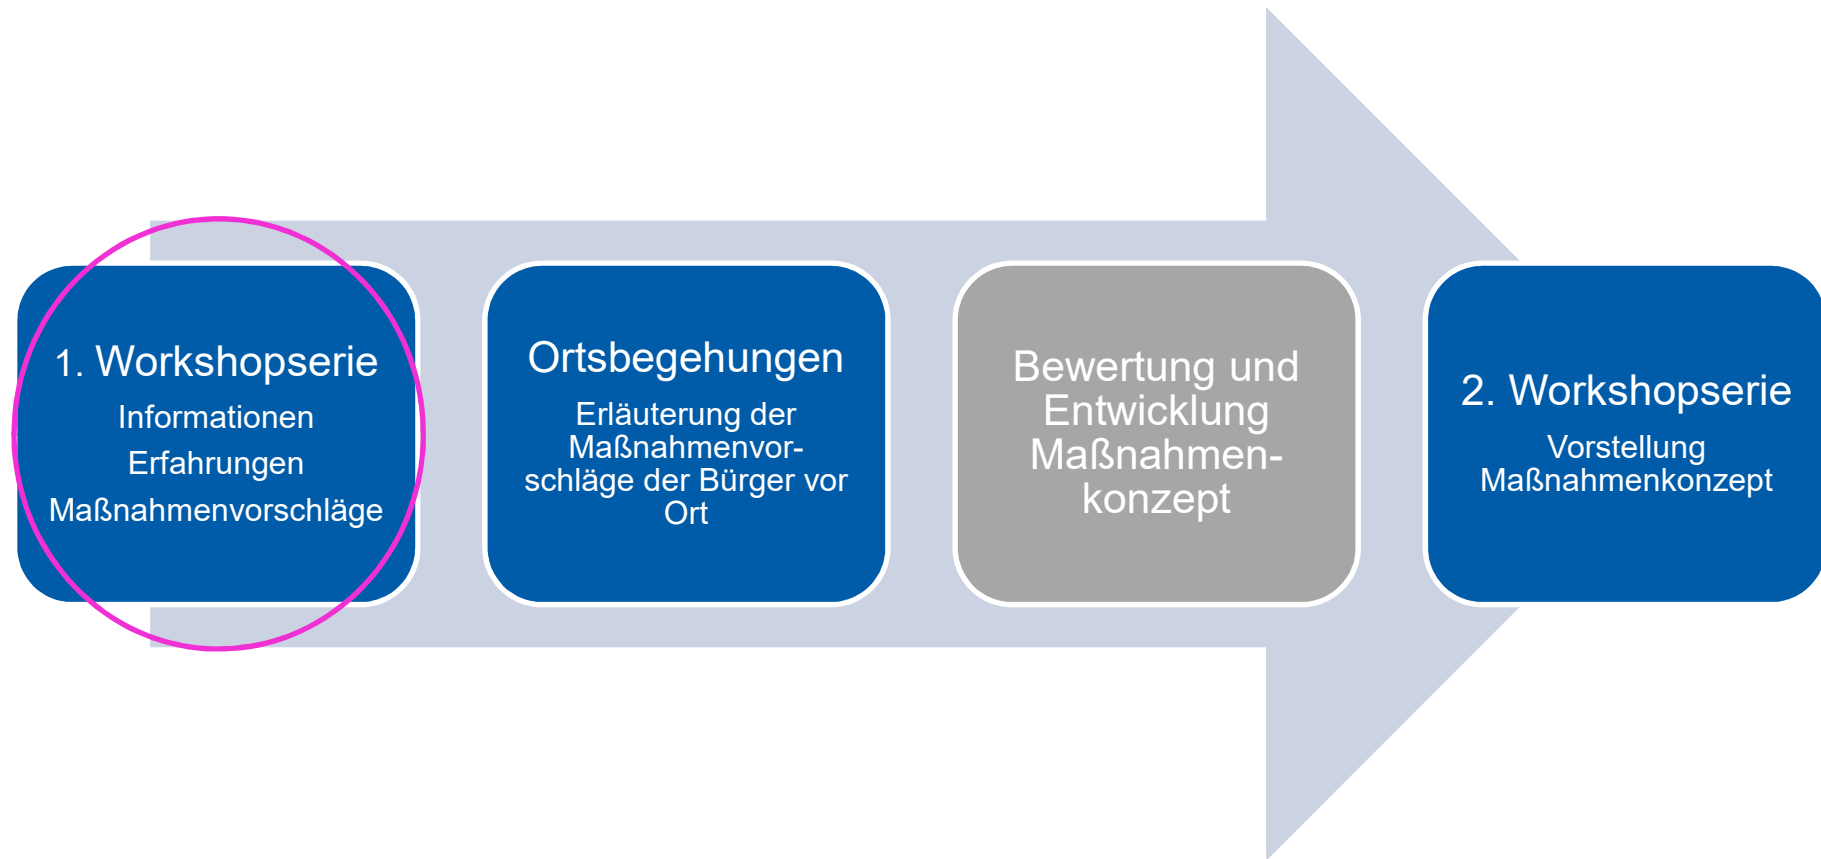 1. Workshopserie
Informationen
Erfahrungen
Maßnahmenvorschläge
Ortsbegehungen
Erläuterung der
Maßnahmenvor-
schläge der Bürger vor
Ort
Bewertung und
Entwicklung
Maßnahmen-
konzept
2. Workshopserie
Vorstellung
Maßnahmenkonzept